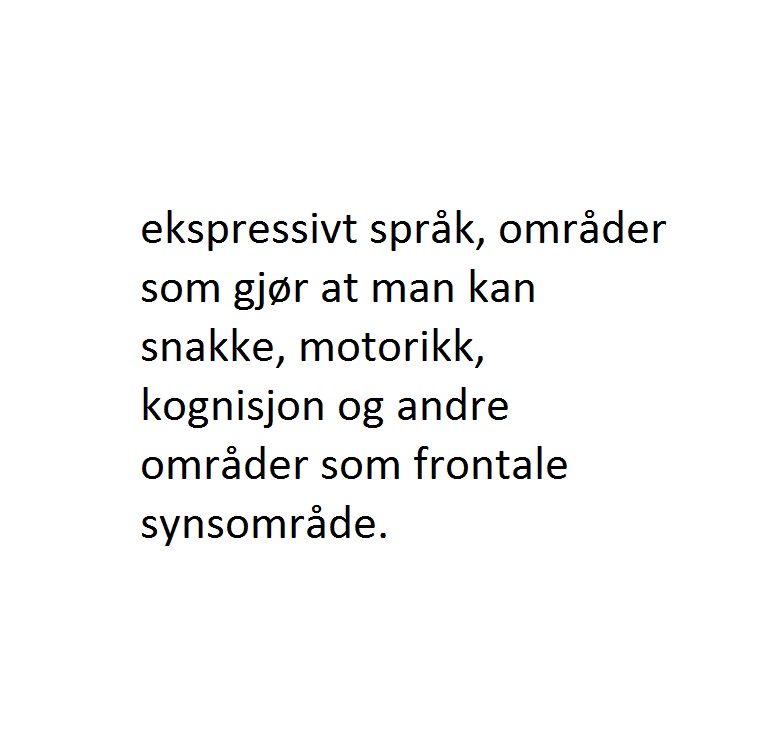 ekspressivt språk, områder
som gjør at man kan
snakke, motorikk,
kognisjon og andre
områder som frontale
synsområde.